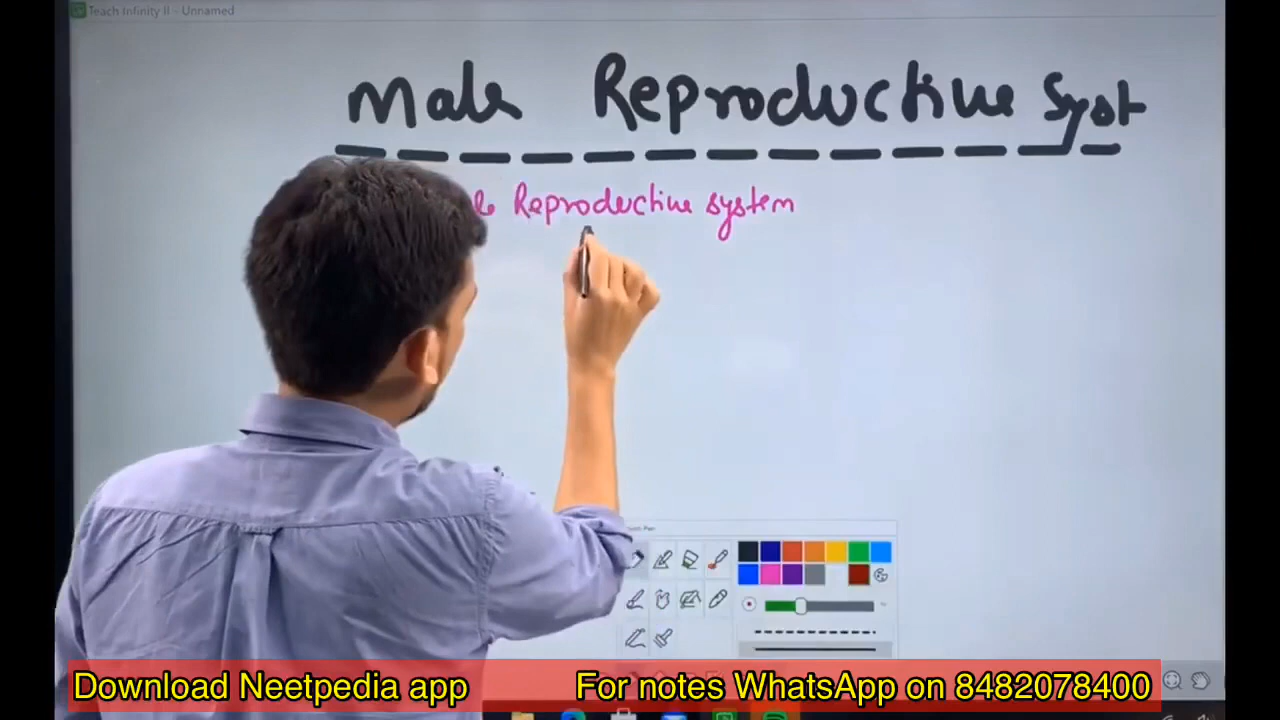 Teach Infinity II - Unnamed
Male Reproductive Syst
Reproductive system
Download Neetpedia app For notes WhatsApp on 8482078400